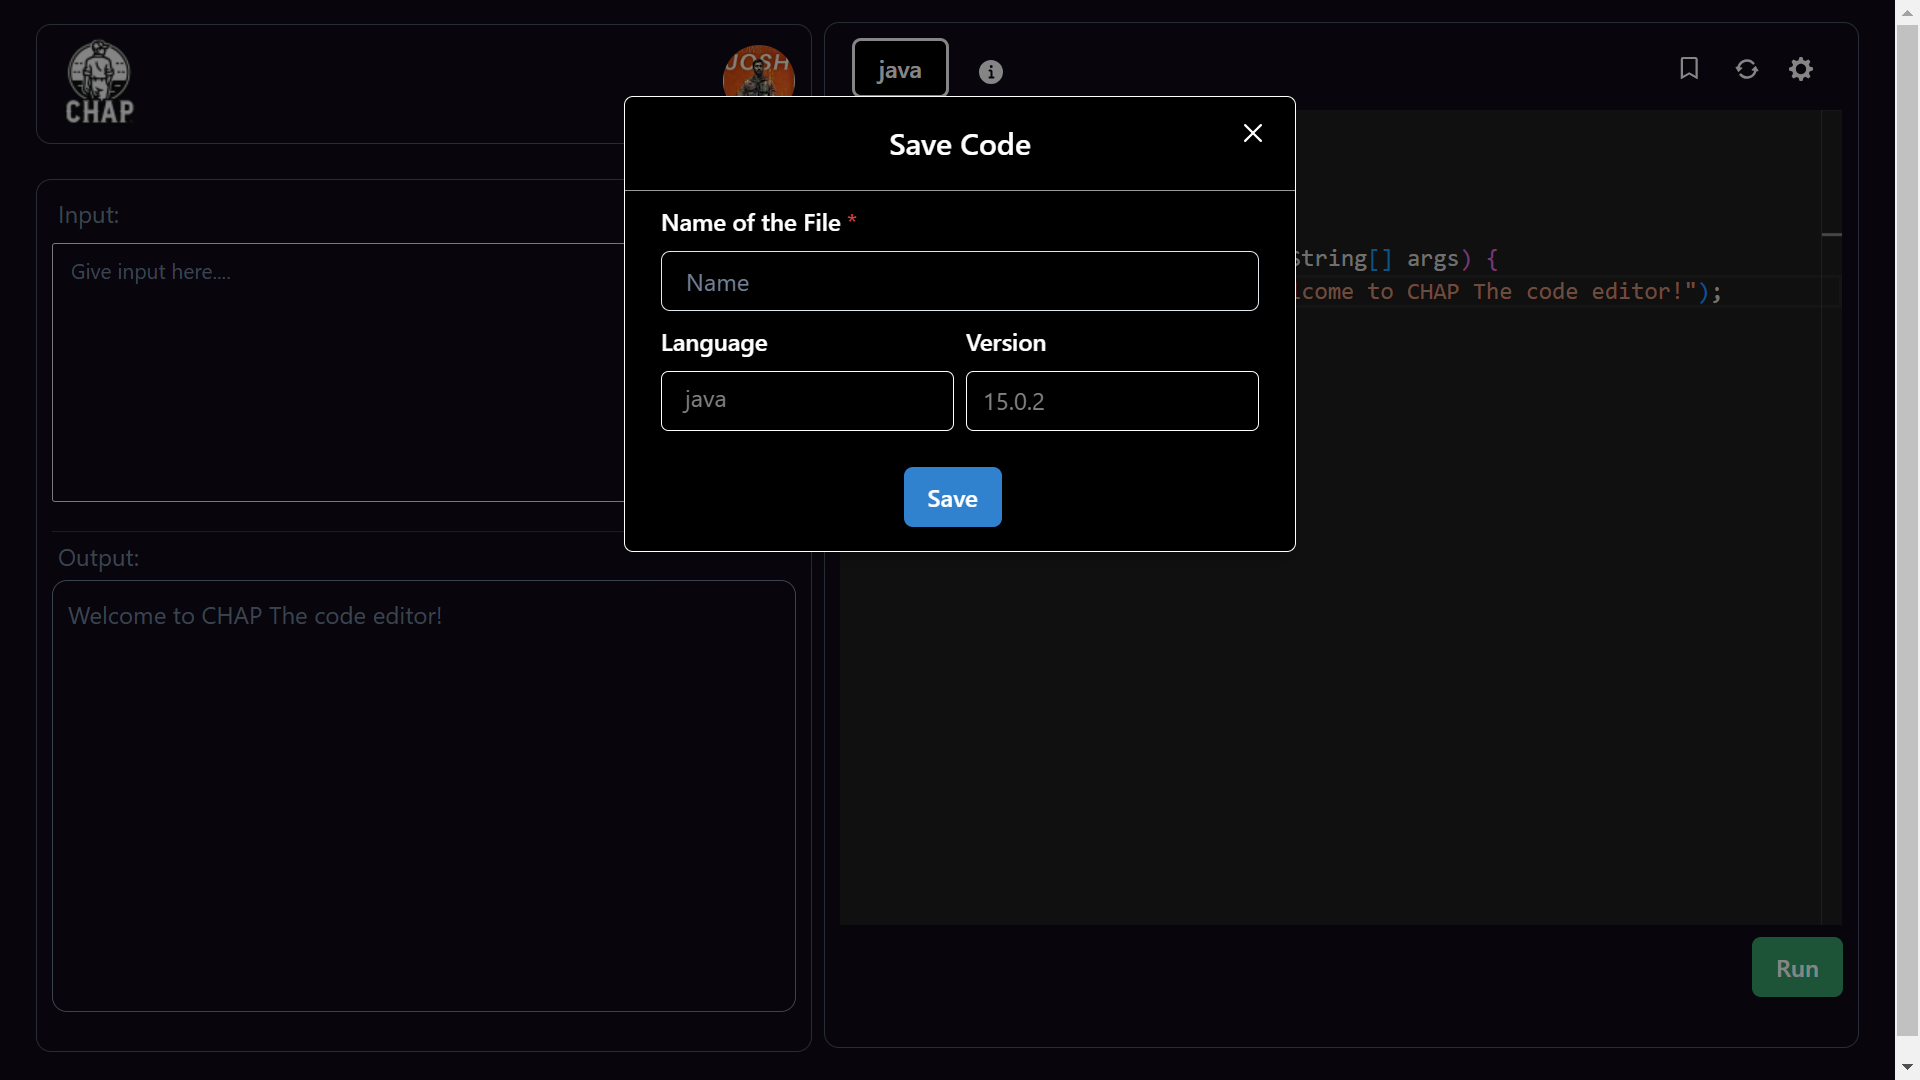 CHAP
JOSH
java
Save Code
Name of the File *
Name
Language
Version
java
15.0.2
Save
Input:
Give input here....
Output:
Welcome to CHAP The code editor!
String[] args) {
lcome to CHAP The code editor!");
Run